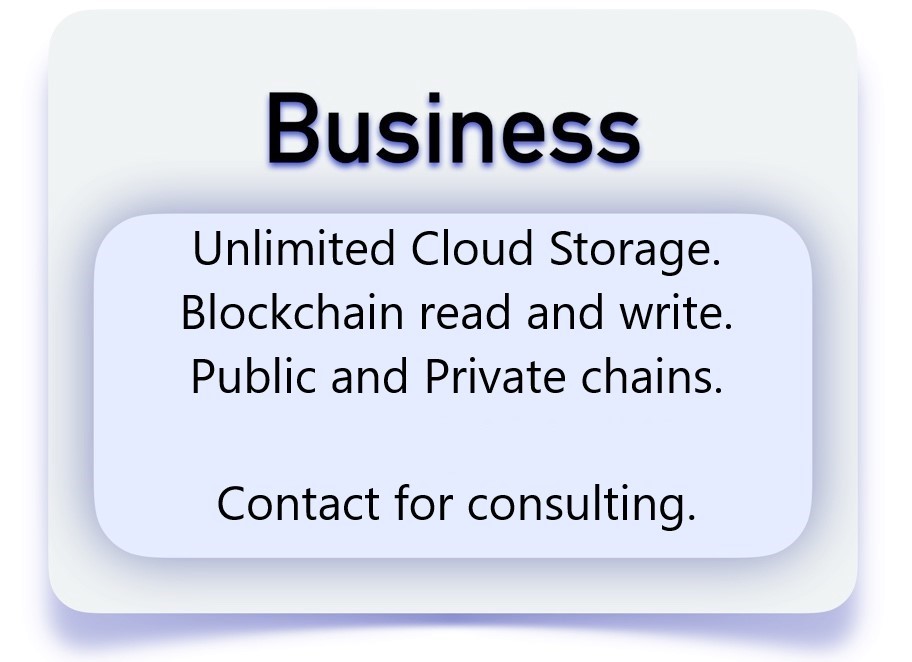 Business
Unlimited Cloud Storage.
Blockchain read and write.
Public and Private chains.
Contact for consulting.